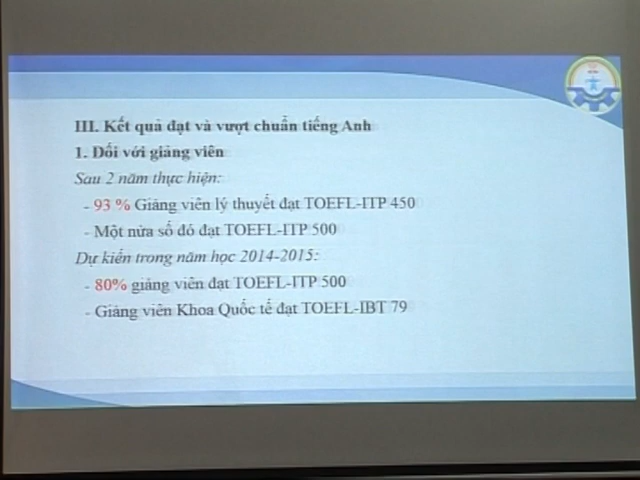 III. Kết quả đạt và vượt chuẩn tiếng Anh
1. Đối với giảng viên
Sau 2 năm thực hiện:
- 93 % Giảng viên lý thuyết đạt TOEFL-ITP 450
- Một nửa số đó đạt TOEFL-ITP 500
Dự kiến trong năm học 2014-2015:
- 80% giảng viên đạt TOEFL-ITP 500
- Giảng viên Khoa Quốc tế đạt TOEFL-IBT 79